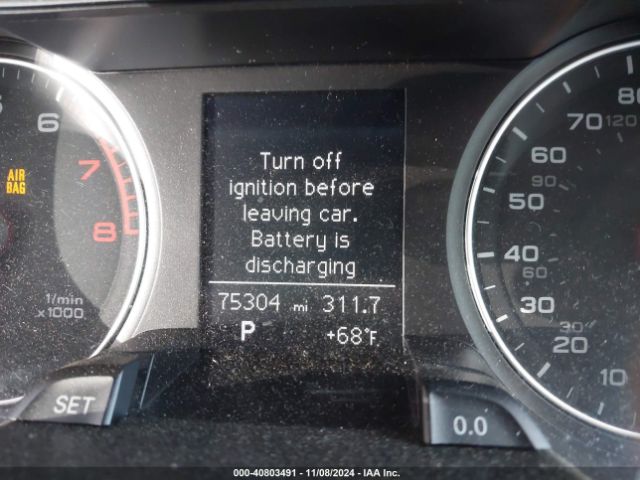 6
7
8
AIR
BAG
1/min
x1000
SET
Turn off
ignition before
leaving car.
Battery is
discharging
75304 mi 311.7
P +68°F
0.0
80
120
70
60
90
50
40
60
30
30
20
10
000-40803491 - 11/08/2024 - IAA Inc.